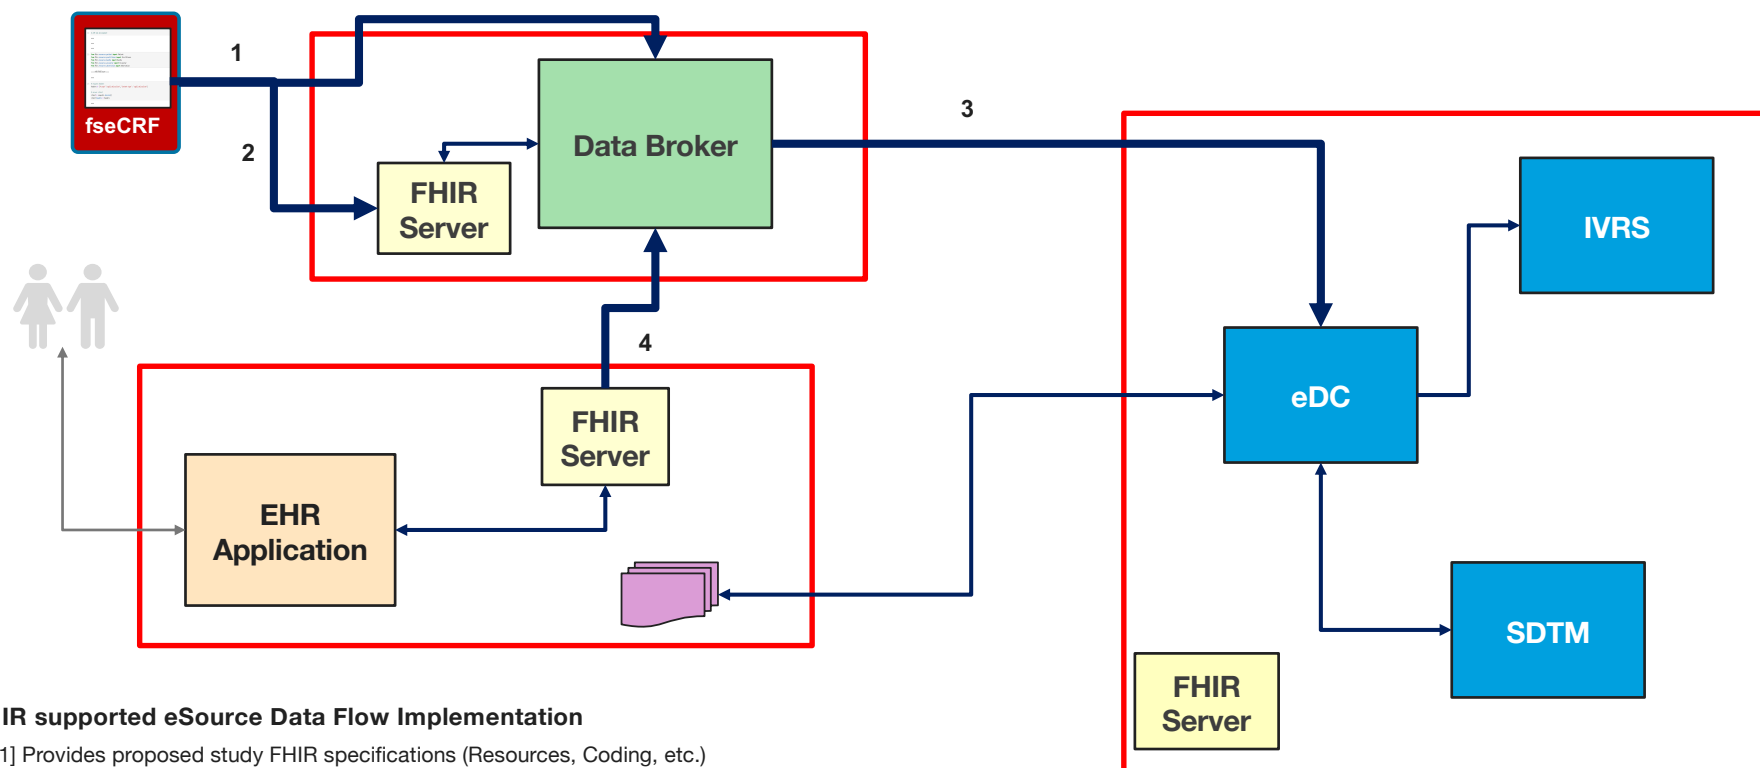 1
fseCRF
2
3
Data Broker
FHIR
Server
IVRS
4
eDC
FHIR
Server
EHR
Application
SDTM
FHIR
Server
IR supported eSource Data Flow Implementation
1] Provides proposed study FHIR specifications (Resources, Coding, etc.)